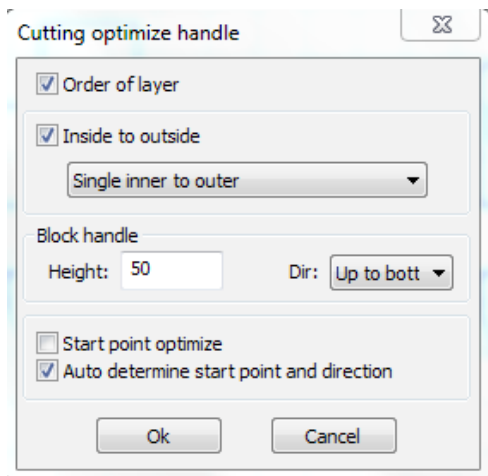 Cutting optimize handle
Order of layer
Inside to outside
Single inner to outer
Block handle
Height: 50 Dir: Up to bott
Start point optimize
Auto determine start point and direction
Ok Cancel